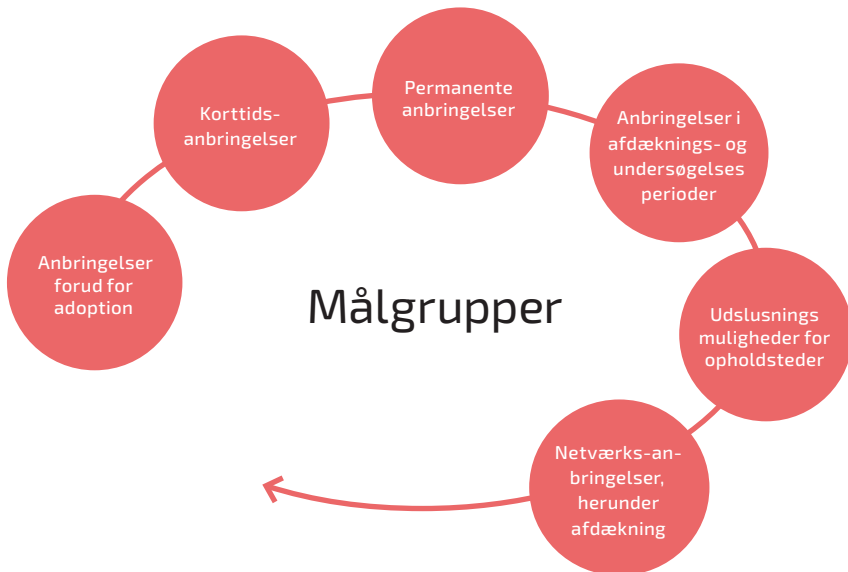 Målgrupper
Anbringelser
forud for
adoption
Korttids-
anbringelser
Permanente
anbringelser
Anbringelser i
afdæknings- og
undersøgelses
perioder
Udslusnings
muligheder for
opholdsteder
Netværks-an-
bringelser,
herunder
afdækning